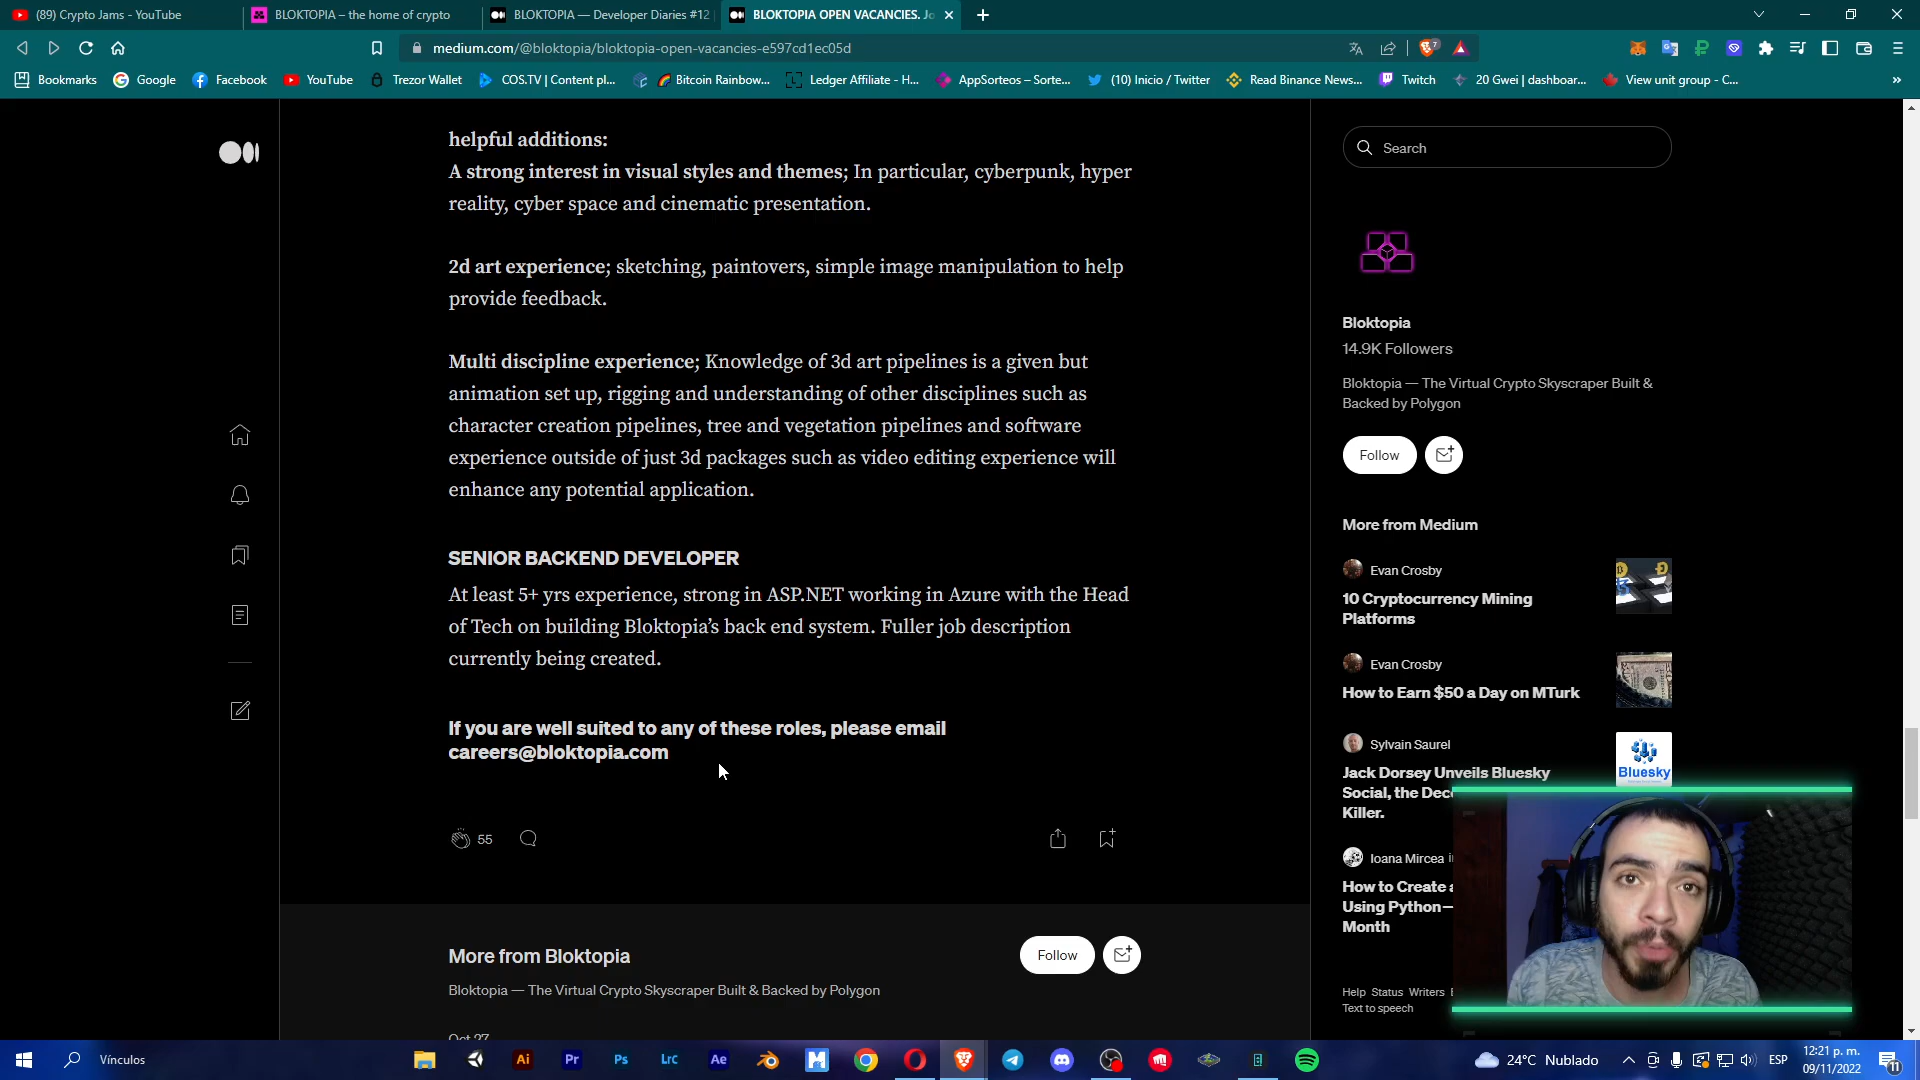 (89) Crypto Jams - YouTube
BLOKTOPIA – the home of crypto
BLOKTOPIA — Developer Diaries #12
BLOKTOPIA OPEN VACANCIES. Jo
medium.com/@bloktopia/bloktopia-open-vacancies-e597cd1ec05d
Bookmarks
Google
Facebook
YouTube
Trezor Wallet
COS.TV | Content pl...
Bitcoin Rainbow...
Ledger Affiliate - H...
AppSorteos – Sorte...
(10) Inicio / Twitter
Read Binance News...
Twitch
20 Gwei | dashboar...
View unit group - C...
helpful additions:
A strong interest in visual styles and themes; In particular, cyberpunk, hyper
reality, cyber space and cinematic presentation.
2d art experience; sketching, paintovers, simple image manipulation to help
provide feedback.
Multi discipline experience; Knowledge of 3d art pipelines is a given but
animation set up, rigging and understanding of other disciplines such as
character creation pipelines, tree and vegetation pipelines and software
experience outside of just 3d packages such as video editing experience will
enhance any potential application.
SENIOR BACKEND DEVELOPER
At least 5+ yrs experience, strong in ASP.NET working in Azure with the Head
of Tech on building Bloktopia’s back end system. Fuller job description
currently being created.
If you are well suited to any of these roles, please email
careers@bloktopia.com
55
More from Bloktopia
Follow
Bloktopia — The Virtual Crypto Skyscraper Built & Backed by Polygon
Oct 27
Search
Bloktopia
14.9K Followers
Bloktopia — The Virtual Crypto Skyscraper Built &
Backed by Polygon
Follow
More from Medium
Evan Crosby
10 Cryptocurrency Mining
Platforms
Evan Crosby
How to Earn $50 a Day on MTurk
Sylvain Saurel
Jack Dorsey Unveils Bluesky
Social, the Dece
Killer.
Bluesky
Ioana Mircea i
How to Create a
Using Python—
Month
Help Status Writers
Text to speech
Vínculos
Ai
Pr
Ps
Lrc
Ae
24°C Nublado
ESP
12:21 p. m.
09/11/2022
11